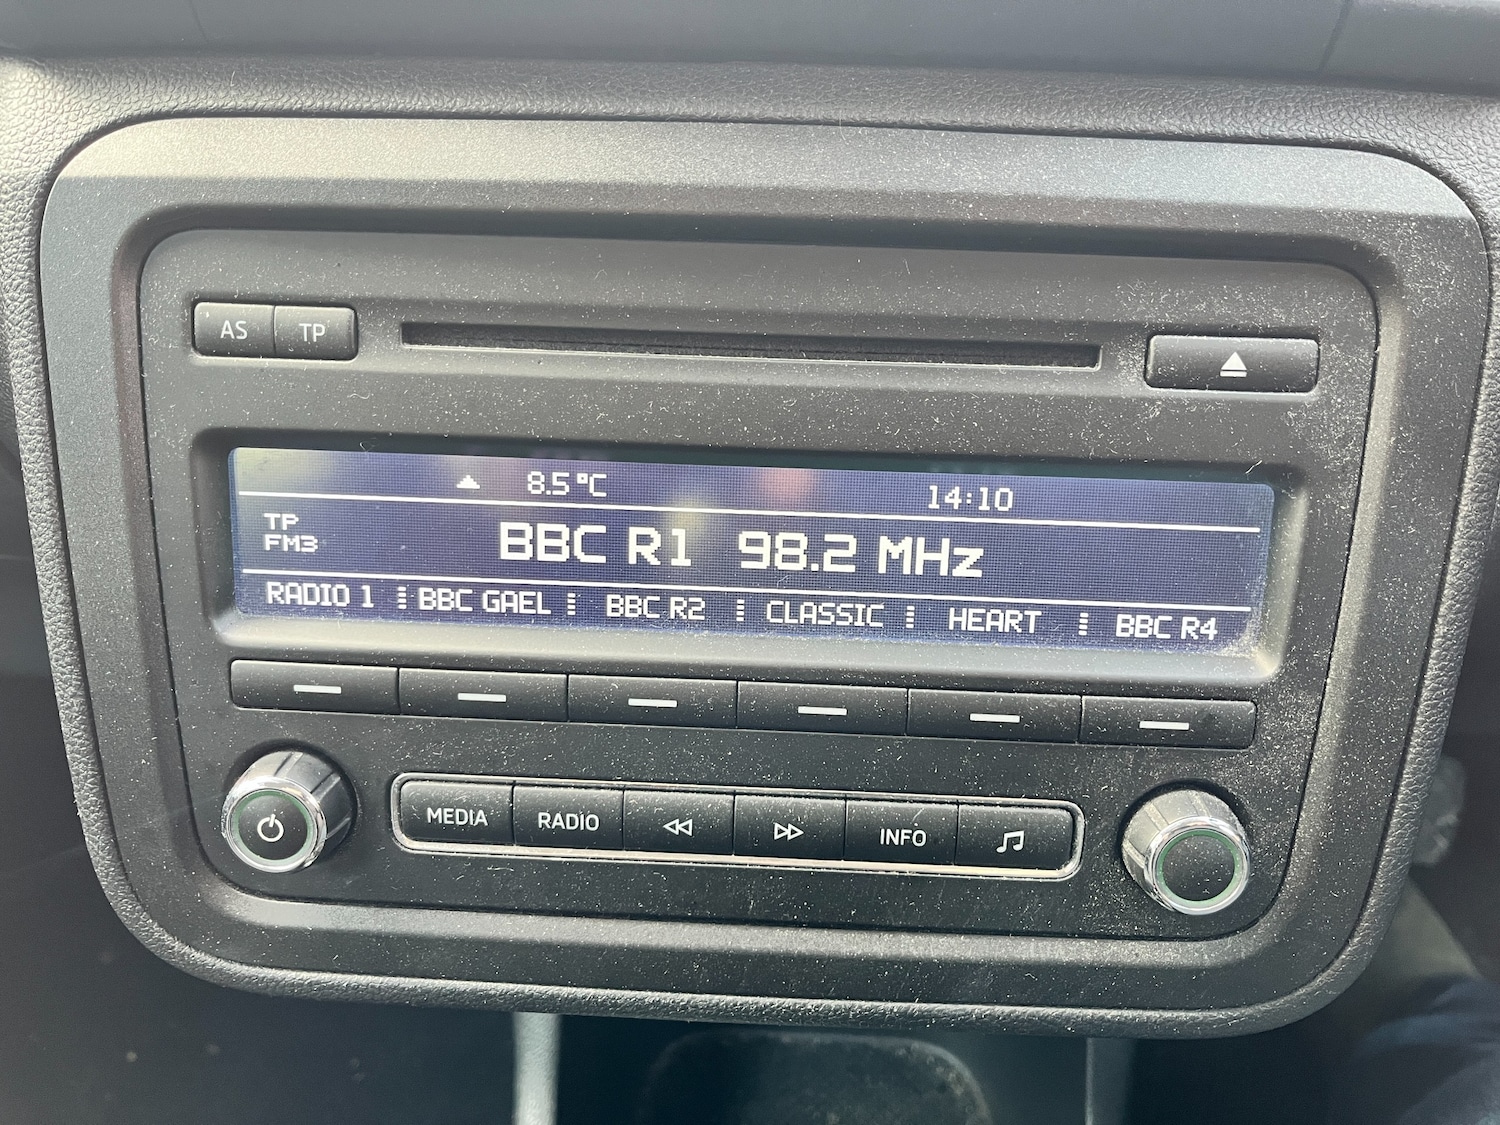 AS TP
8.5°C 14:10
TP
FM3
BBC R1 98.2 MHz
RADIO 1 BBC GAEL BBC R2 CLASSIC HEART BBC R4
MEDIA RADIO INFO